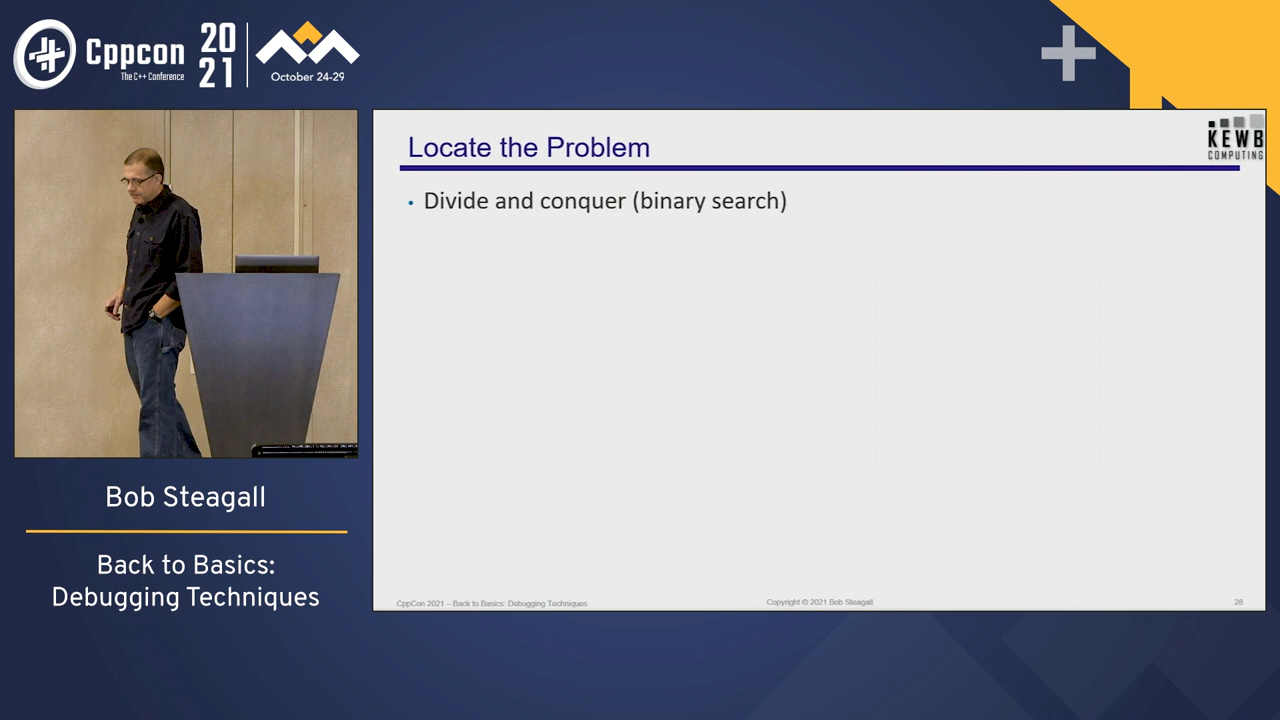 Cppcon
The C++ Conference
20
21
October 24-29
Locate the Problem
KEWB
COMPUTING
• Divide and conquer (binary search)
Bob Steagall
Back to Basics:
Debugging Techniques
CppCon 2021 – Back to Basics: Debugging Techniques
Copyright © 2021 Bob Steagall
28